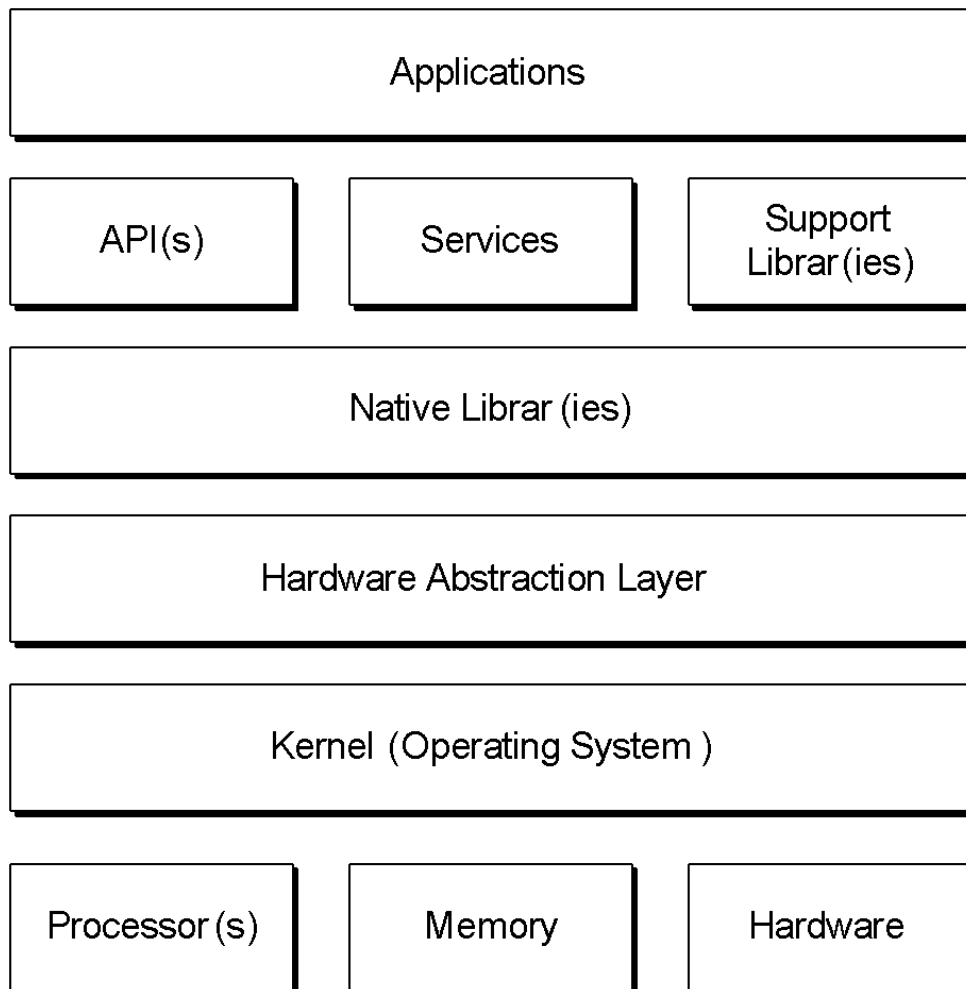 Applications
API(s)
Services
Support
Librar(ies)
Native Librar(ies)
Hardware Abstraction Layer
Kernel (Operating System )
Processor(s)
Memory
Hardware